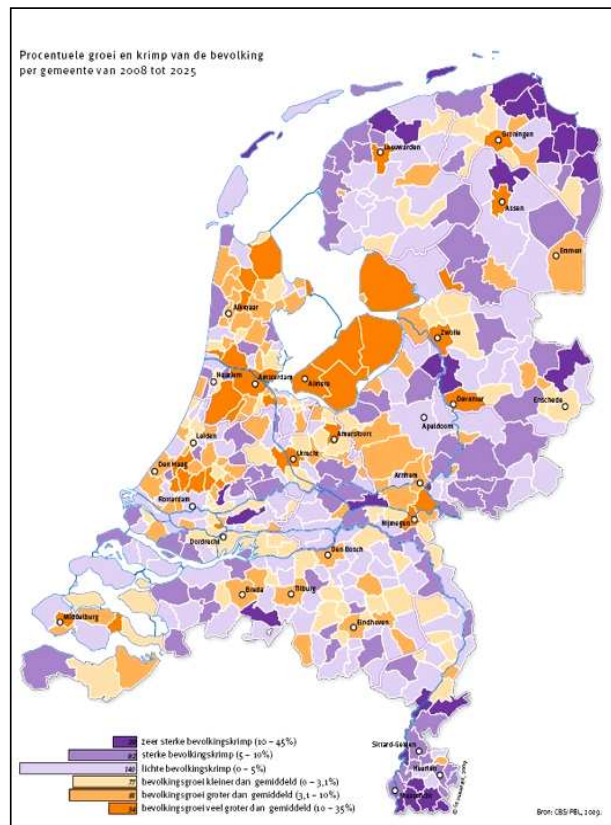 Procentuele groei en krimp van de bevolking
per gemeente van 2008 tot 2025
Groningen
Leeuwarden
Assen
Emmen
Alkmaar
Zwolle
Haarlem
Amsterdam
Almere
Deventer
Enschede
Apeldoorn
Leiden
Amersfoort
Utrecht
Den Haag
Arnhem
Rotterdam
Nijmegen
Dordrecht
Den Bosch
Breda
Tilburg
Middelburg
Eindhoven
Sittard-Geleen
Heerlen
zeer sterke bevolkingskrimp (10 – 45%)
sterke bevolkingskrimp (5 – 10%)
140 lichte bevolkingskrimp (0 – 5%)
77 bevolkingsgroei kleiner dan gemiddeld (0 – 3,1%)
bevolkingsgroei groter dan gemiddeld (3,1 – 10%)
34 bevolkingsgroei veel groter dan gemiddeld (10 – 35%)
Bron: CBS/PBL, 2009.